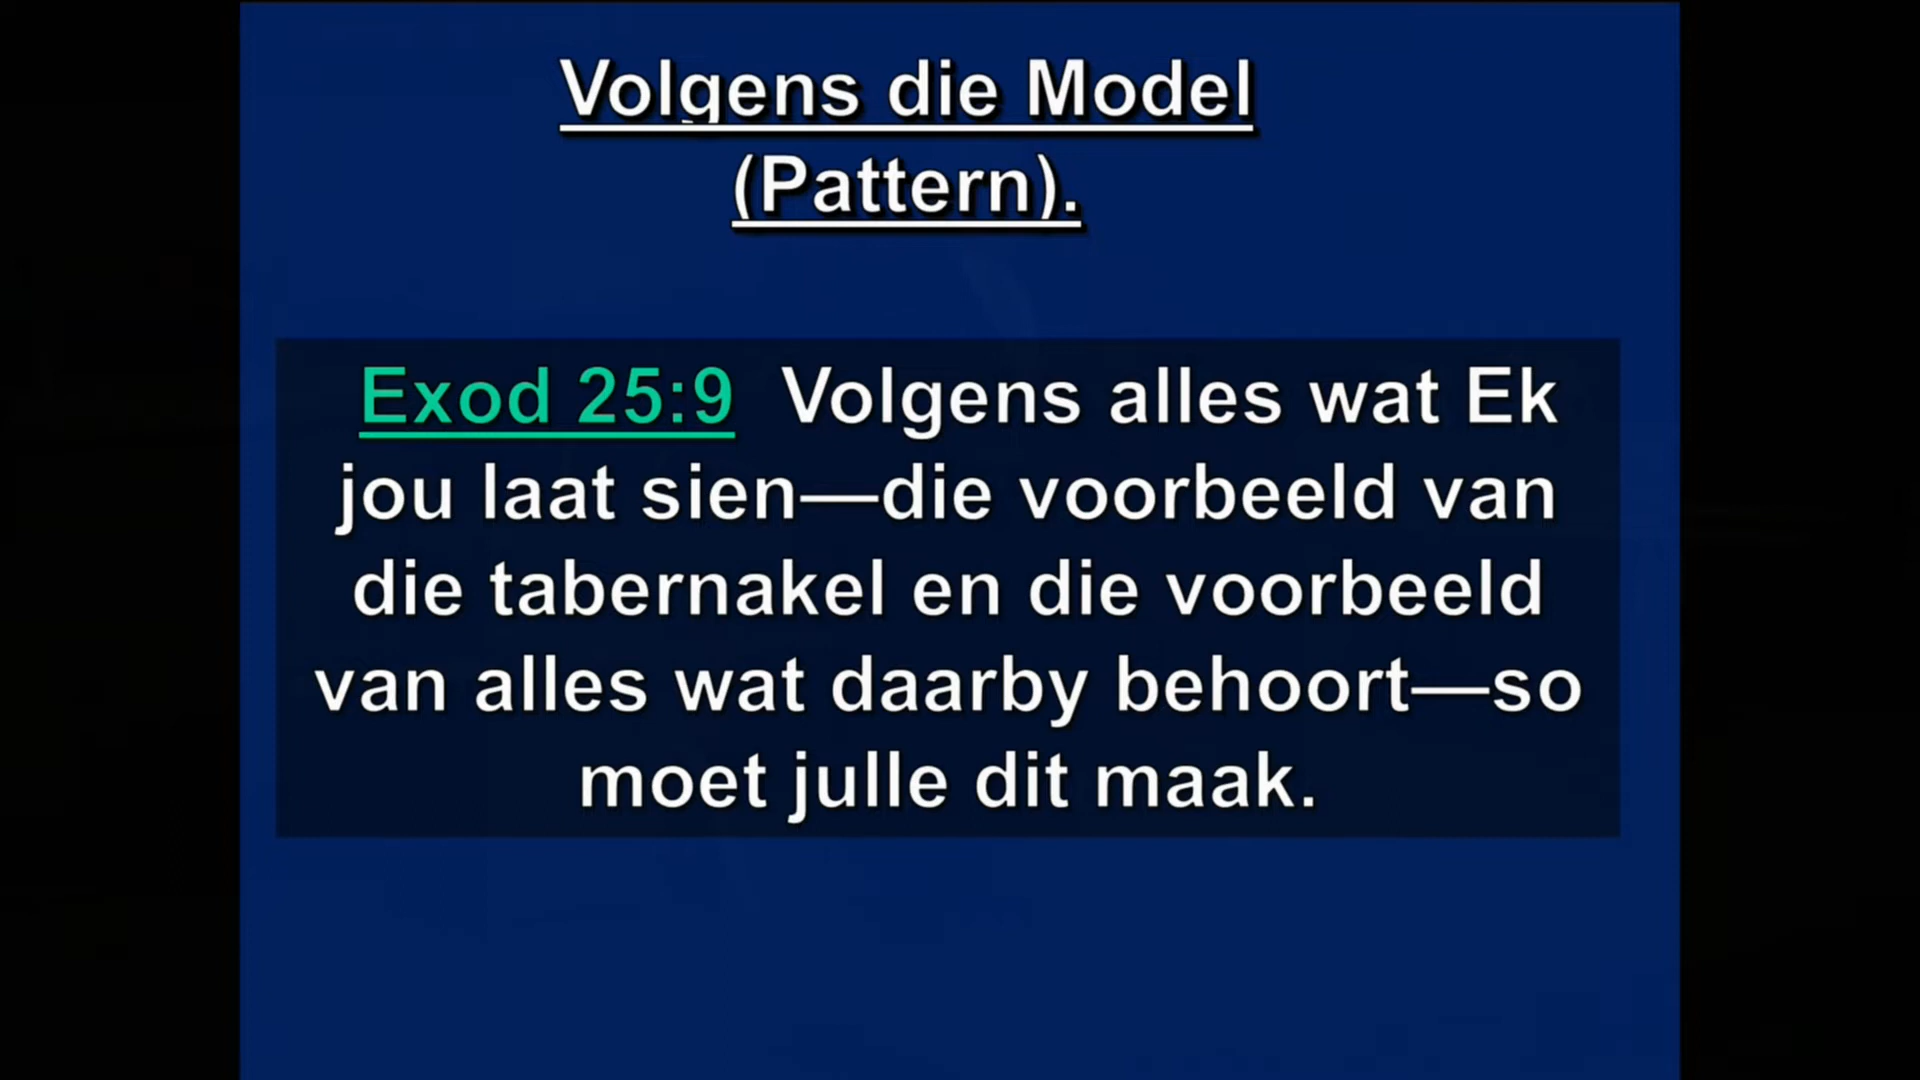 Volgens die Model
(Pattern).
Exod 25:9 Volgens alles wat Ek
jou laat sien—die voorbeeld van
die tabernakel en die voorbeeld
van alles wat daarby behoort—so
moet julle dit maak.